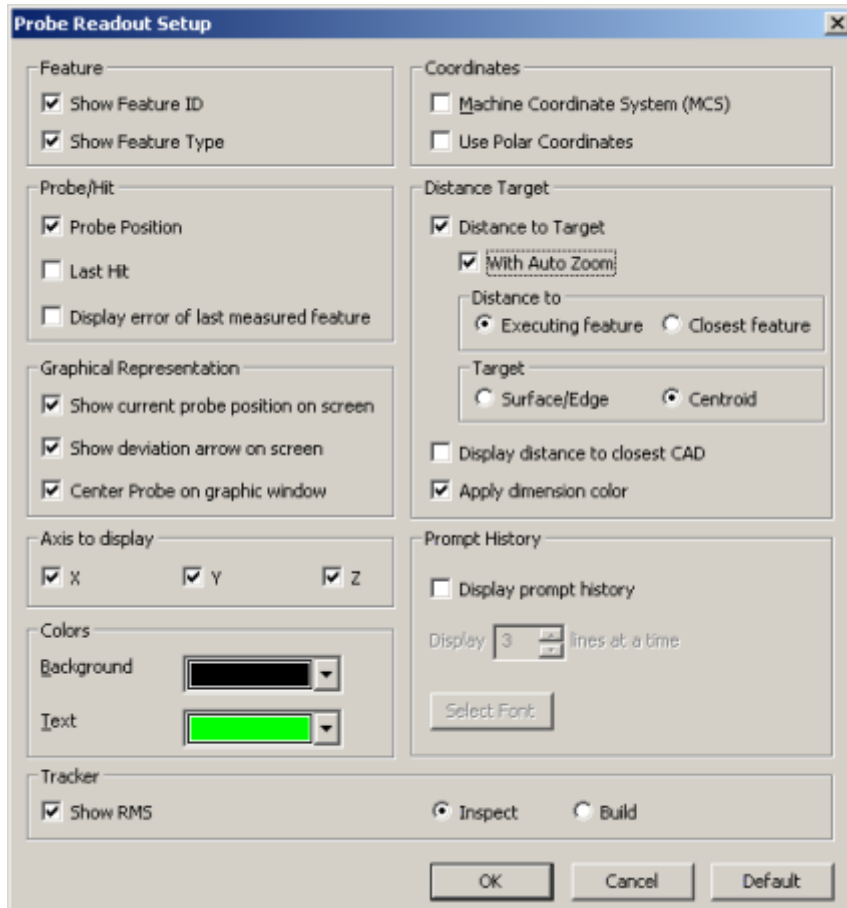 Probe Readout Setup
Feature
Show Feature ID
Show Feature Type
Coordinates
Machine Coordinate System (MCS)
Use Polar Coordinates
Probe/Hit
Probe Position
Last Hit
Display error of last measured feature
Distance Target
Distance to Target
With Auto Zoom
Distance to
Executing feature Closest feature
Target
Surface/Edge Centroid
Display distance to closest CAD
Apply dimension color
Graphical Representation
Show current probe position on screen
Show deviation arrow on screen
Center Probe on graphic window
Axis to display
X Y Z
Prompt History
Display prompt history
Display 3 lines at a time
Select Font
Colors
Background
Text
Tracker
Show RMS Inspect Build
OK Cancel Default